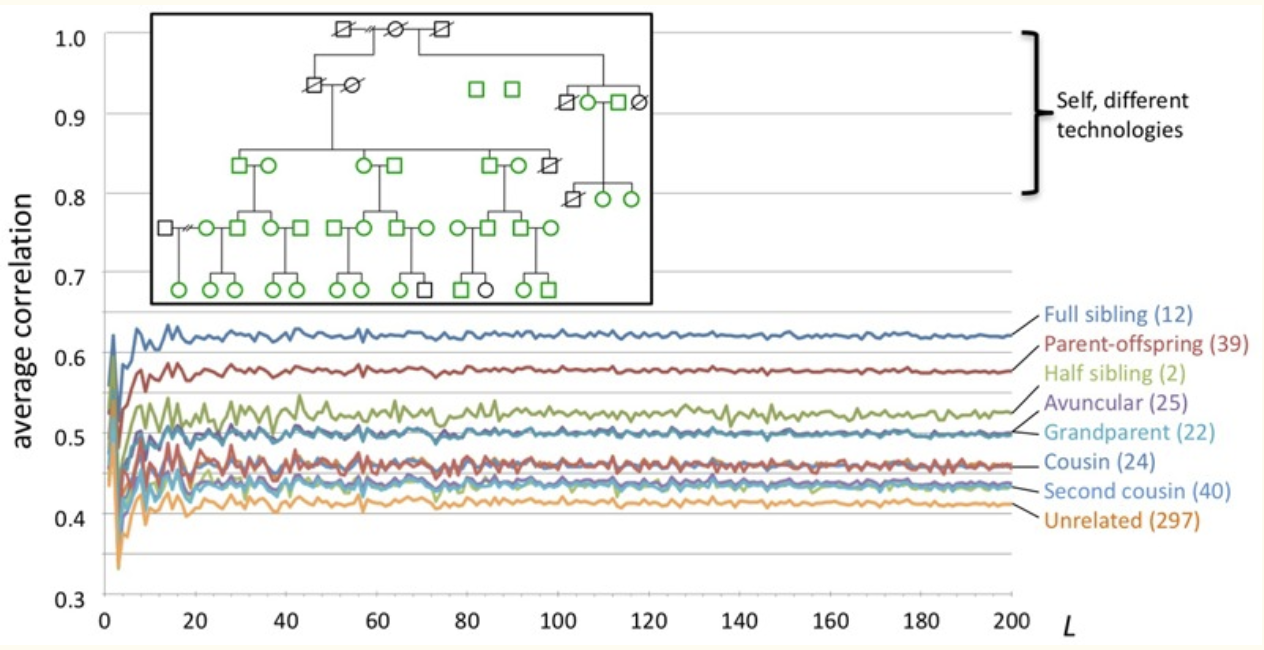 average correlation
1.0
0.9
0.8
0.7
0.6
0.5
0.4
0.3
0
20
40
60
80
100
120
140
160
180
200
L
Self, different
technologies
Full sibling (12)
Parent-offspring (39)
Half sibling (2)
Avuncular (25)
Grandparent (22)
Cousin (24)
Second cousin (40)
Unrelated (297)